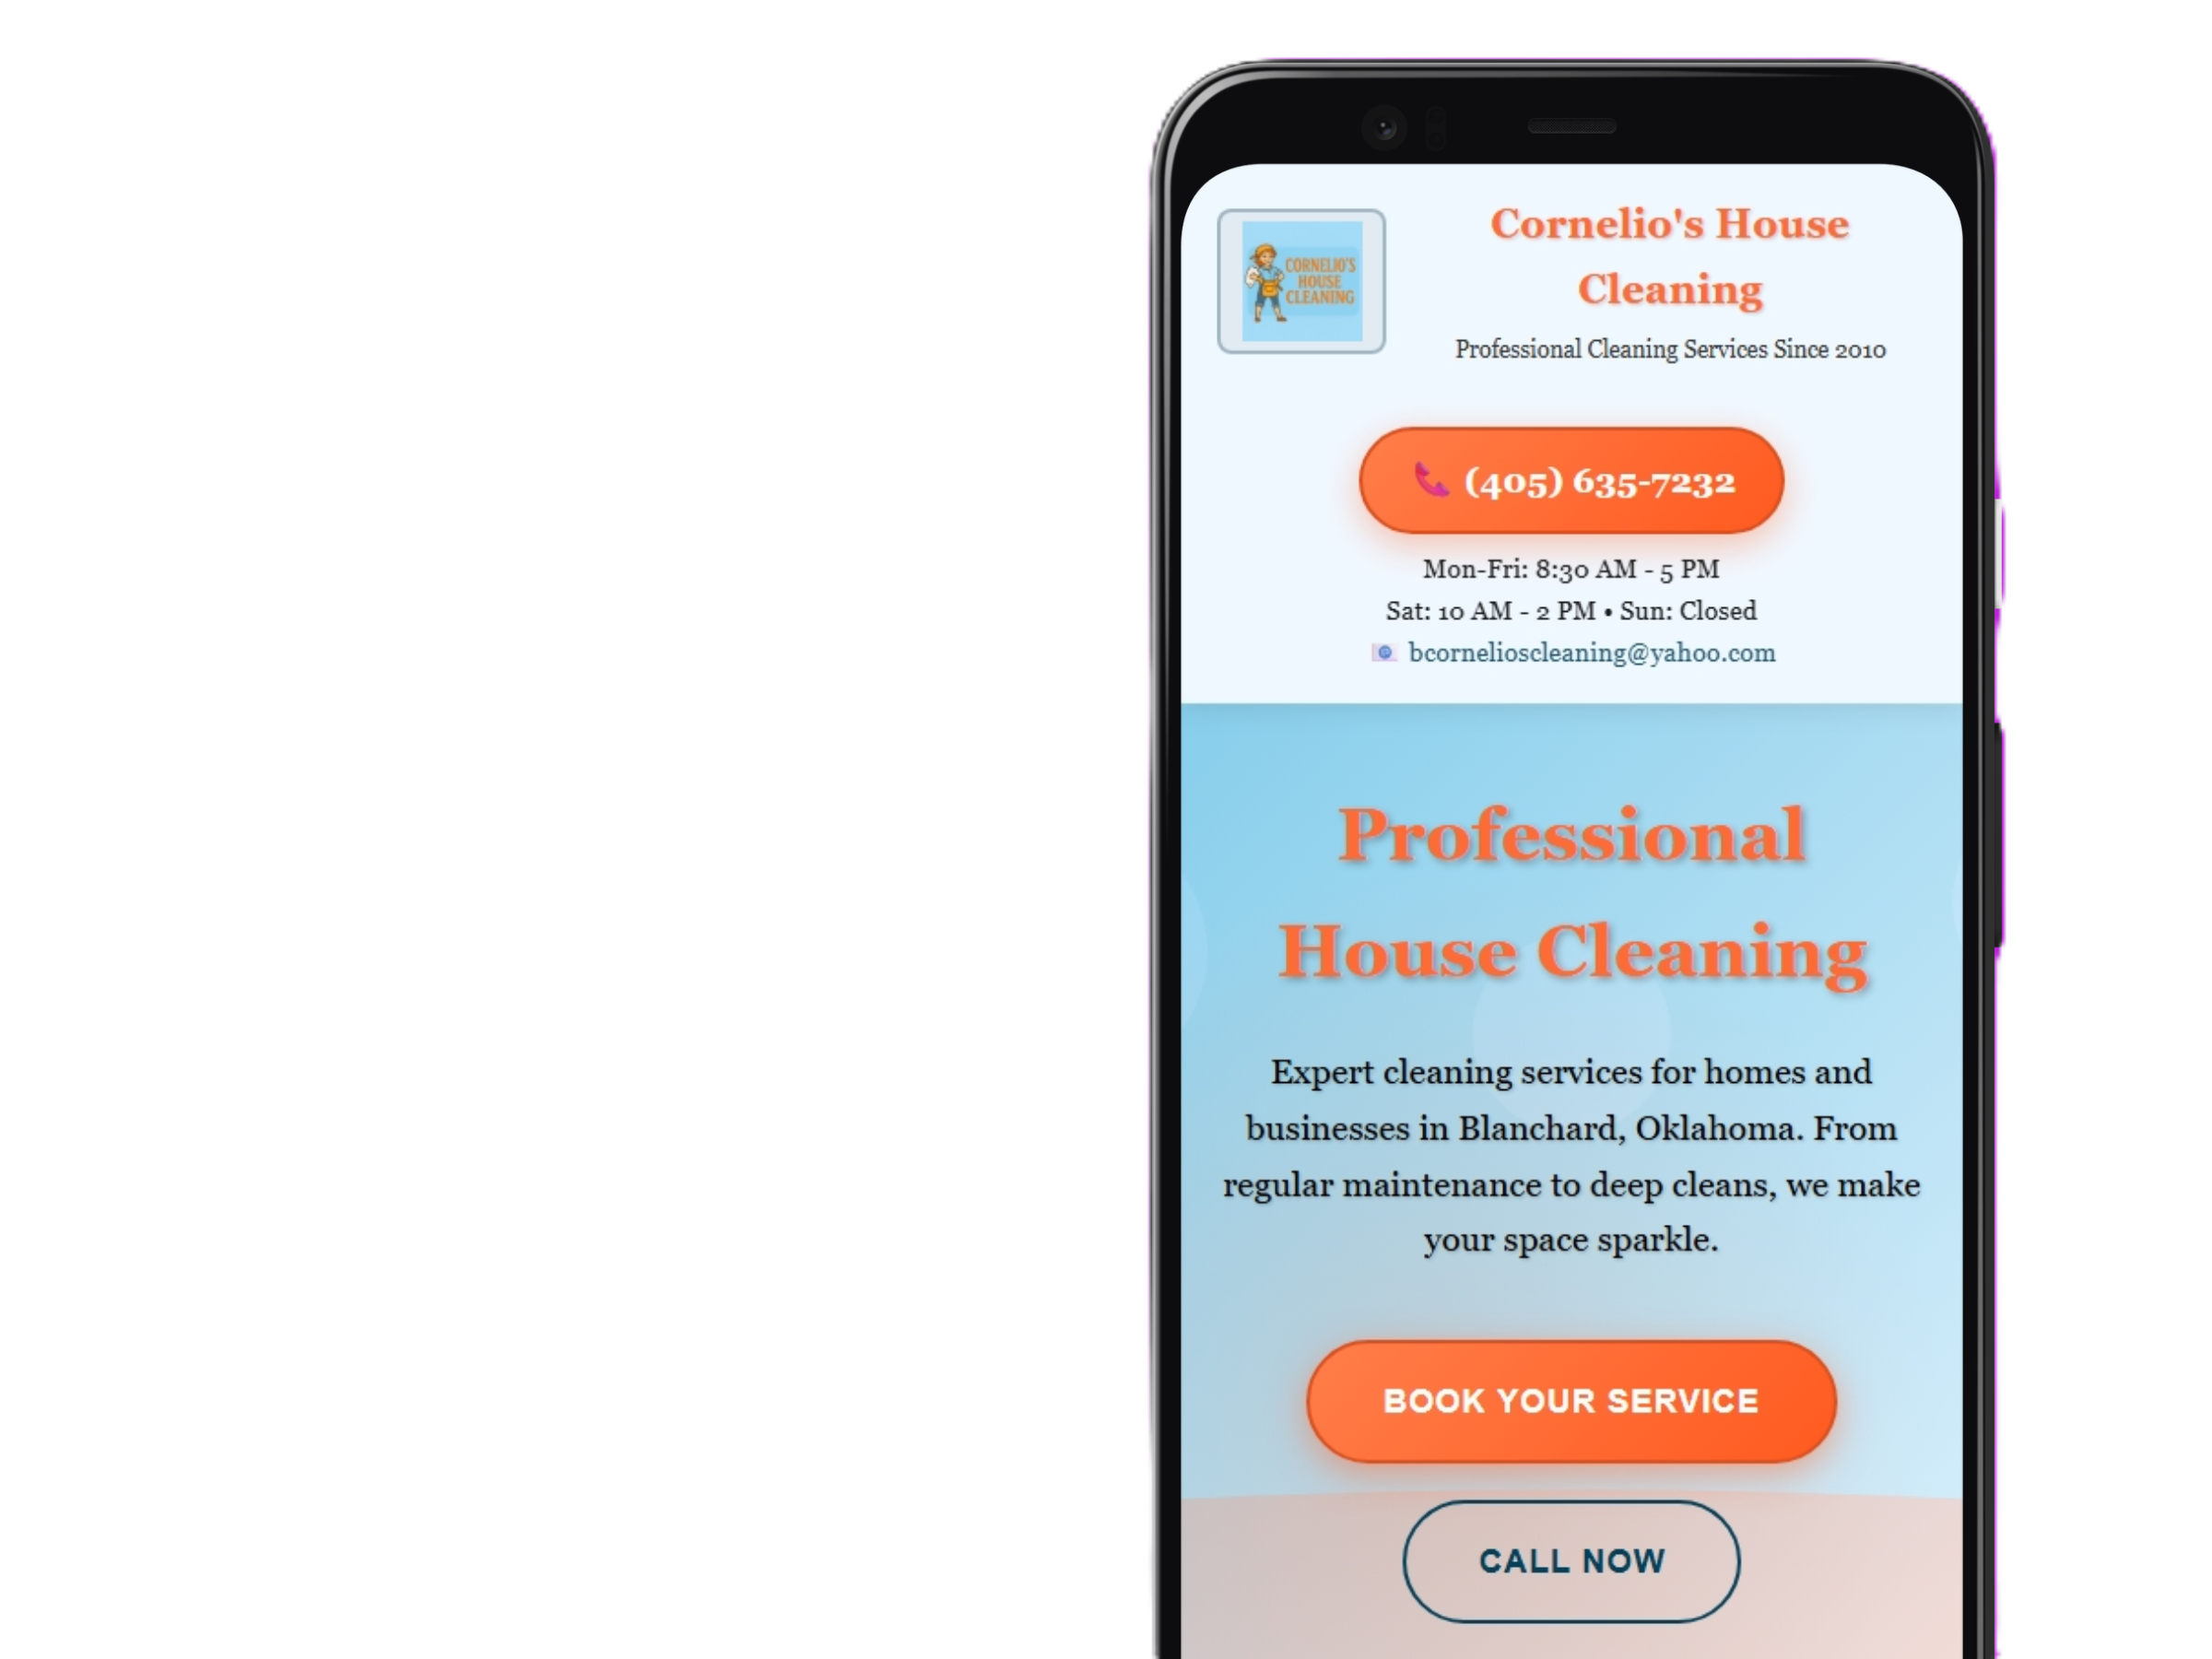 CORNELIO'S
HOUSE
CLEANING
Cornelio's House
Cleaning
Professional Cleaning Services Since 2010
(405) 635-7232
Mon-Fri: 8:30 AM - 5 PM
Sat: 10 AM - 2 PM • Sun: Closed
bcornelioscleaning@yahoo.com
Professional
House Cleaning
Expert cleaning services for homes and
businesses in Blanchard, Oklahoma. From
regular maintenance to deep cleans, we make
your space sparkle.
BOOK YOUR SERVICE
CALL NOW